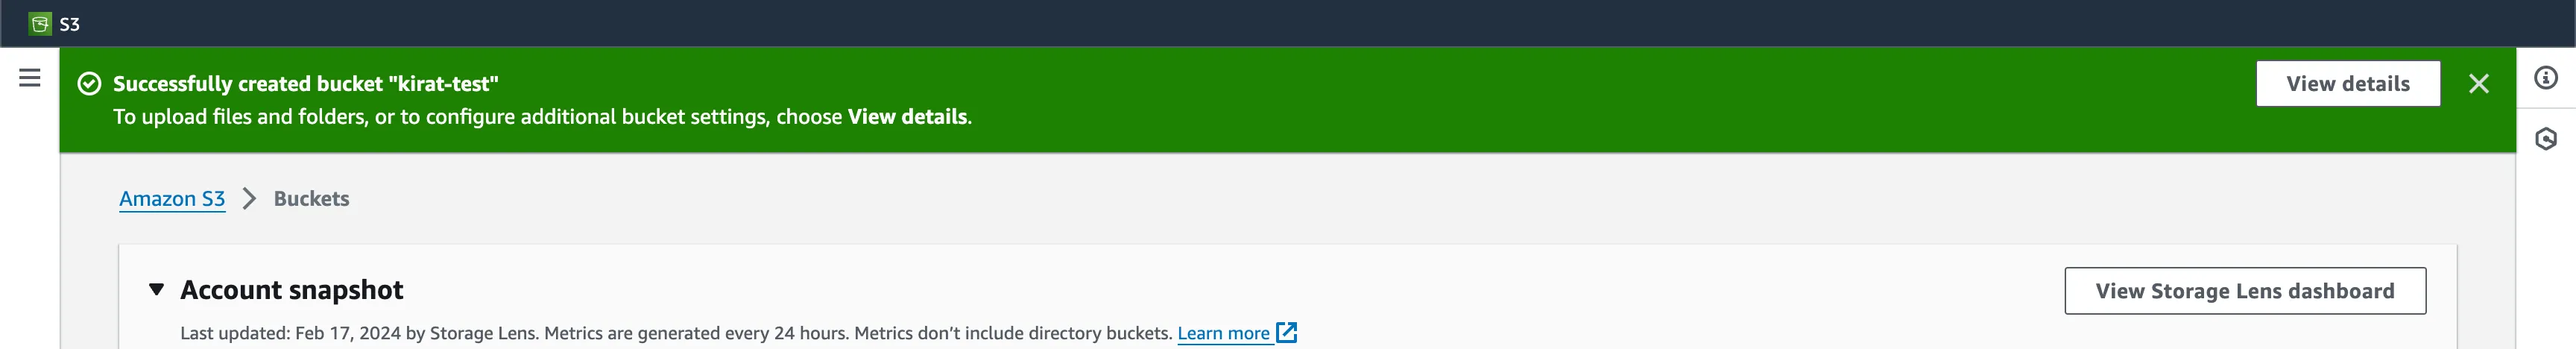 S3
Successfully created bucket "kirat-test"
To upload files and folders, or to configure additional bucket settings, choose View details.
View details
Amazon S3
Buckets
Account snapshot
View Storage Lens dashboard
Last updated: Feb 17, 2024 by Storage Lens. Metrics are generated every 24 hours. Metrics don’t include directory buckets. Learn more